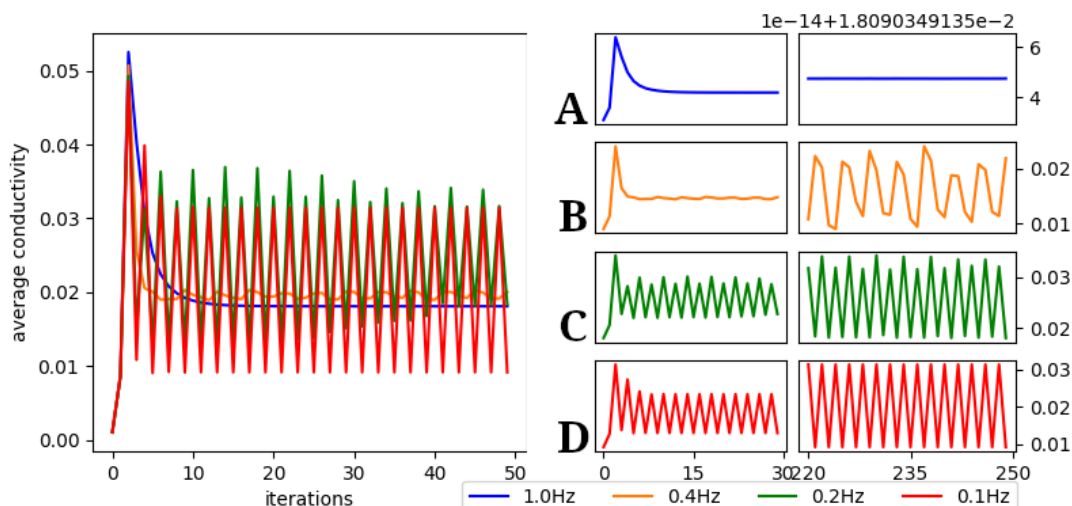 1e−14+1.8090349135e−2
0.05
0.04
0.03
0.02
0.01
0.00
average conductivity
0 10 20 30 40 50
iterations
A
6
4
B
0.02
0.01
C
0.03
0.02
D
0.03
0.02
0.01
0 15 30 220 235 250
1.0Hz 0.4Hz 0.2Hz 0.1Hz